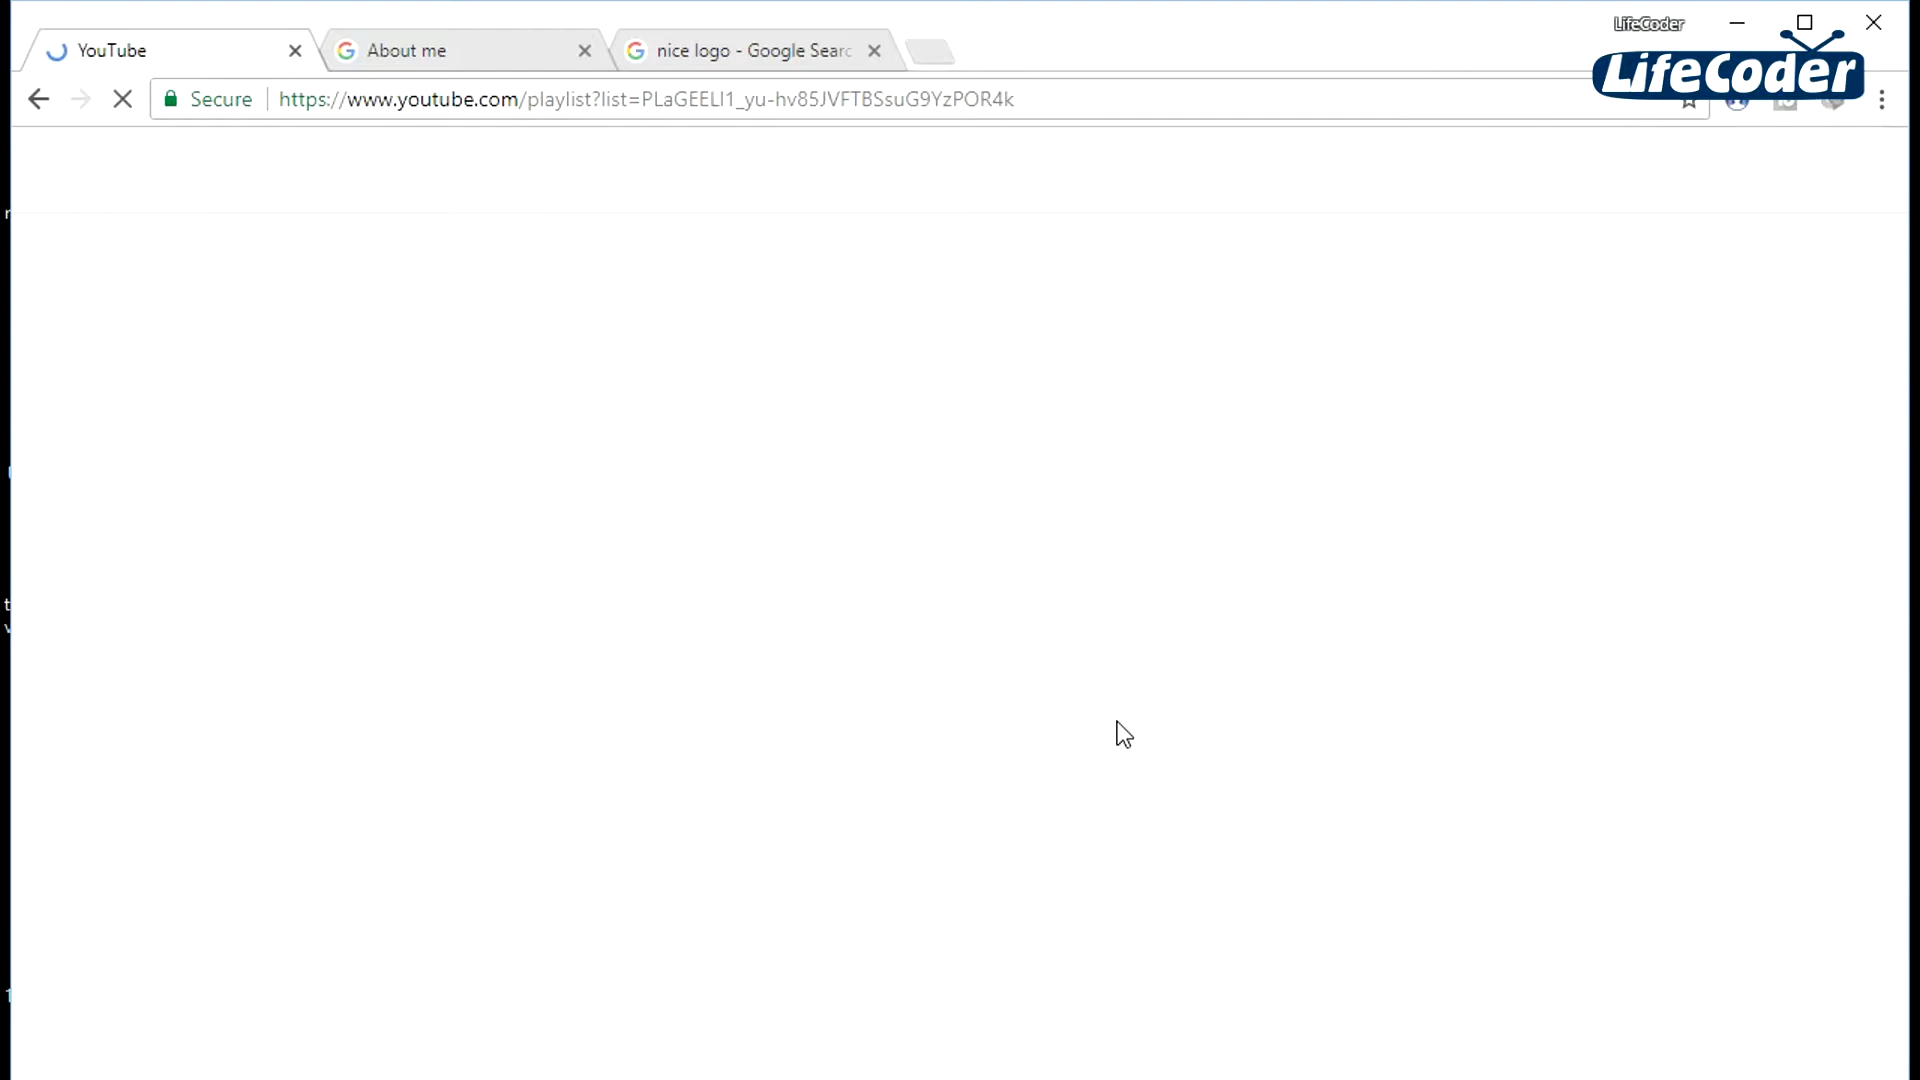 LifeCoder
YouTube
About me
nice logo - Google Searc
LifeCoder
Secure
https://www.youtube.com/playlist?list=PLaGEELI1_yu-hv85JVFTBSsuG9YzPOR4k